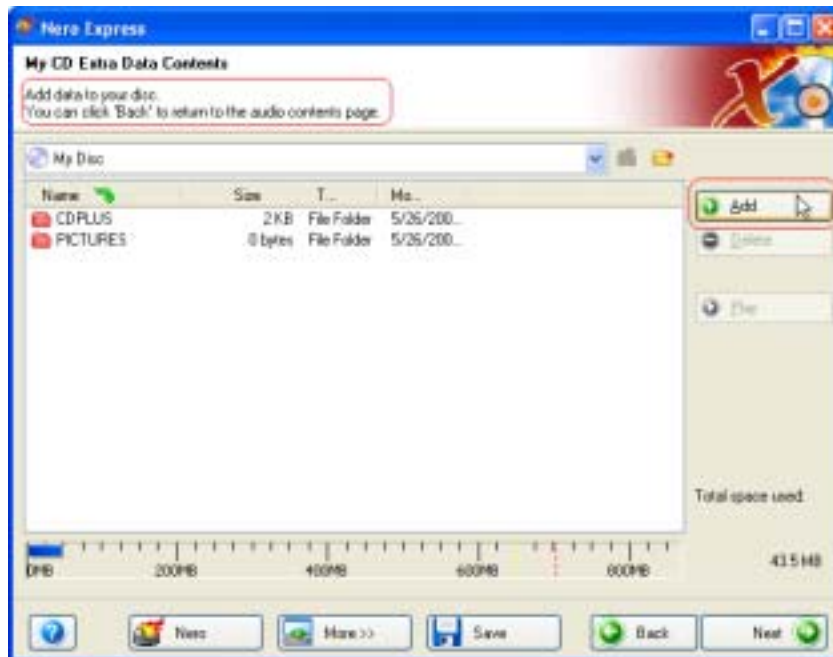 Nero Express
My CD Extra Data Contents
Add data to your disc.
You can click 'Back' to return to the audio contents page.
My Disc
Name Size T... Mo...
CDPLUS 2 KB File Folder 5/26/200...
PICTURES 0 bytes File Folder 5/26/200...
Add
Delete
Play
Total space used:
0MB 200MB 400MB 600MB 800MB 43.5 MB
Nero More >> Save Back Next